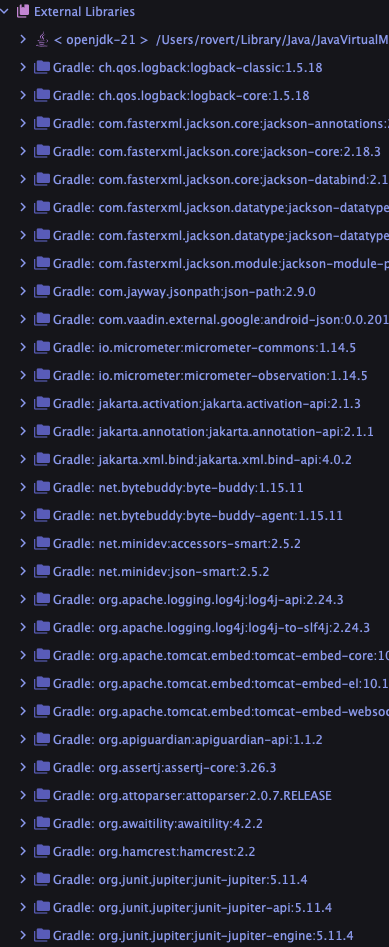 External Libraries
< openjdk-21 > /Users/rovert/Library/Java/JavaVirtualM
Gradle: ch.qos.logback:logback-classic:1.5.18
Gradle: ch.qos.logback:logback-core:1.5.18
Gradle: com.fasterxml.jackson.core:jackson-annotations:
Gradle: com.fasterxml.jackson.core:jackson-core:2.18.3
Gradle: com.fasterxml.jackson.core:jackson-databind:2.1
Gradle: com.fasterxml.jackson.datatype:jackson-datatype
Gradle: com.fasterxml.jackson.datatype:jackson-datatype
Gradle: com.fasterxml.jackson.module:jackson-module-p
Gradle: com.jayway.jsonpath:json-path:2.9.0
Gradle: com.vaadin.external.google:android-json:0.0.201
Gradle: io.micrometer:micrometer-commons:1.14.5
Gradle: io.micrometer:micrometer-observation:1.14.5
Gradle: jakarta.activation:jakarta.activation-api:2.1.3
Gradle: jakarta.annotation:jakarta.annotation-api:2.1.1
Gradle: jakarta.xml.bind:jakarta.xml.bind-api:4.0.2
Gradle: net.bytebuddy:byte-buddy:1.15.11
Gradle: net.bytebuddy:byte-buddy-agent:1.15.11
Gradle: net.minidev:accessors-smart:2.5.2
Gradle: net.minidev:json-smart:2.5.2
Gradle: org.apache.logging.log4j:log4j-api:2.24.3
Gradle: org.apache.logging.log4j:log4j-to-slf4j:2.24.3
Gradle: org.apache.tomcat.embed:tomcat-embed-core:10
Gradle: org.apache.tomcat.embed:tomcat-embed-el:10.1
Gradle: org.apache.tomcat.embed:tomcat-embed-websoc
Gradle: org.apiguardian:apiguardian-api:1.1.2
Gradle: org.assertj:assertj-core:3.26.3
Gradle: org.attoparser:attoparser:2.0.7.RELEASE
Gradle: org.awaitility:awaitility:4.2.2
Gradle: org.hamcrest:hamcrest:2.2
Gradle: org.junit.jupiter:junit-jupiter:5.11.4
Gradle: org.junit.jupiter:junit-jupiter-api:5.11.4
Gradle: org.junit.jupiter:junit-jupiter-engine:5.11.4